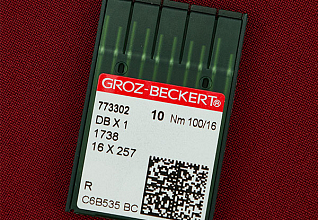 GROZ-BECKERT®
773302 10 Nm 100/16
DB X 1
1738
16 X 257
R
C6B535 BC